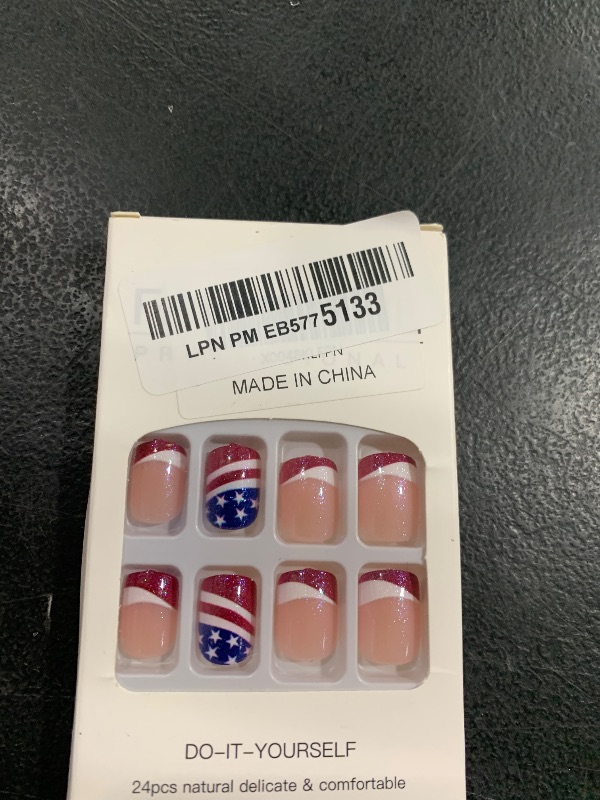 LPN PM EB5775133
MADE IN CHINA
DO-IT-YOURSELF
24pcs natural delicate & comfortable